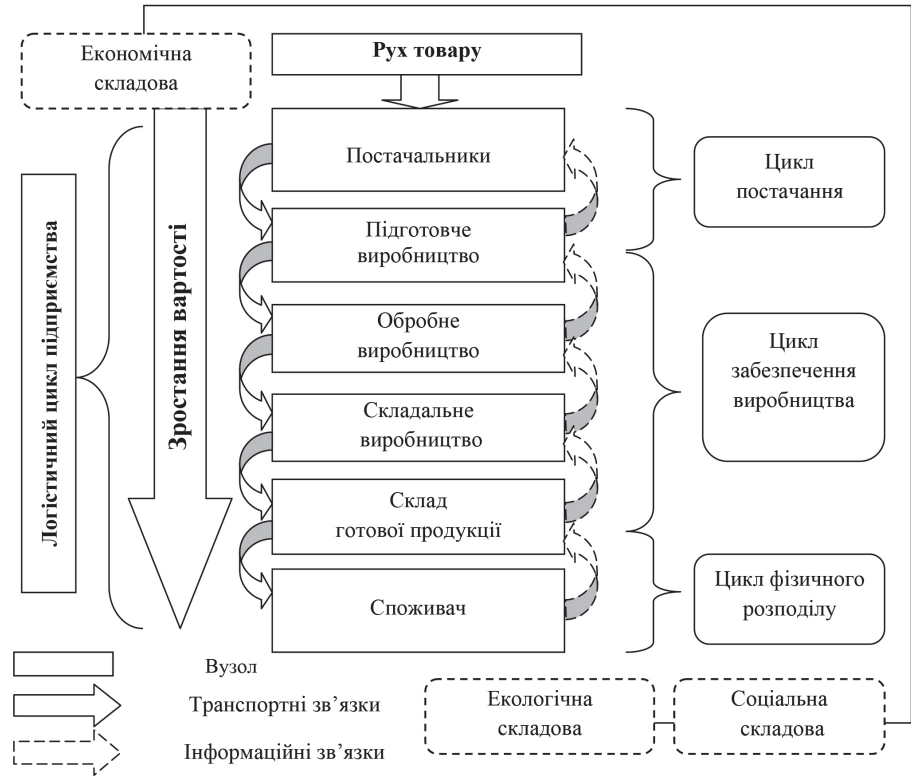 Економічна
складова
Рух товару
Постачальники
Цикл
постачання
Підготовче
виробництво
Логістичний цикл підприємства
Зростання вартості
Обробне
виробництво
Цикл
забезпечення
виробництва
Складальне
виробництво
Склад
готової продукції
Цикл фізичного
розподілу
Споживач
Вузол
Транспортні зв’язки
Інформаційні зв’язки
Екологічна
складова
Соціальна
складова